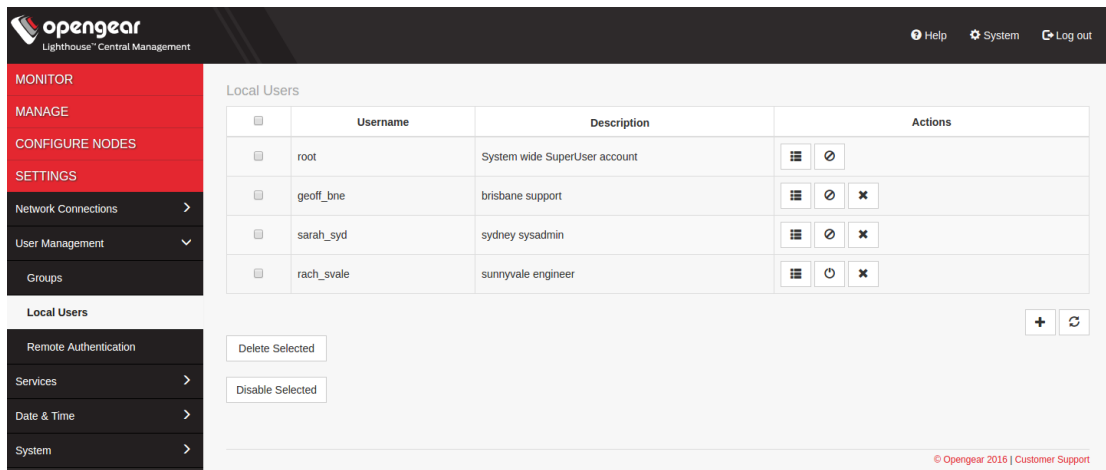 opengear
Lighthouse™ Central Management
Help System Log out
MONITOR
MANAGE
CONFIGURE NODES
SETTINGS
Network Connections
User Management
Groups
Local Users
Remote Authentication
Services
Date & Time
System
Local Users
Username Description Actions
root System wide SuperUser account
geoff_bne brisbane support
sarah_syd sydney sysadmin
rach_svale sunnyvale engineer
Delete Selected
Disable Selected
© Opengear 2016 | Customer Support